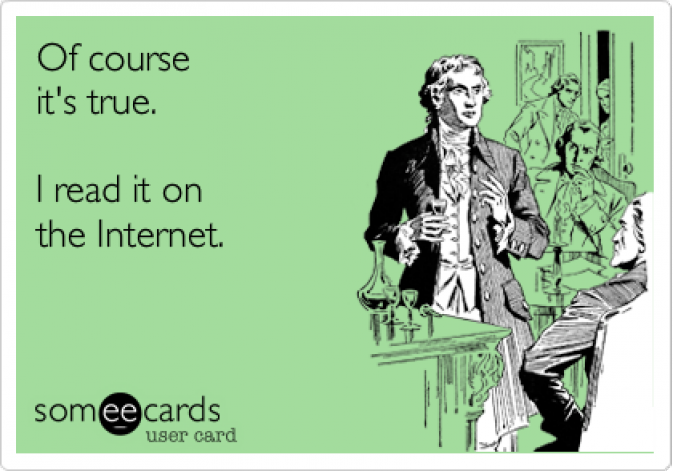 Of course
it's true.
I read it on
the Internet.
someecards
user card